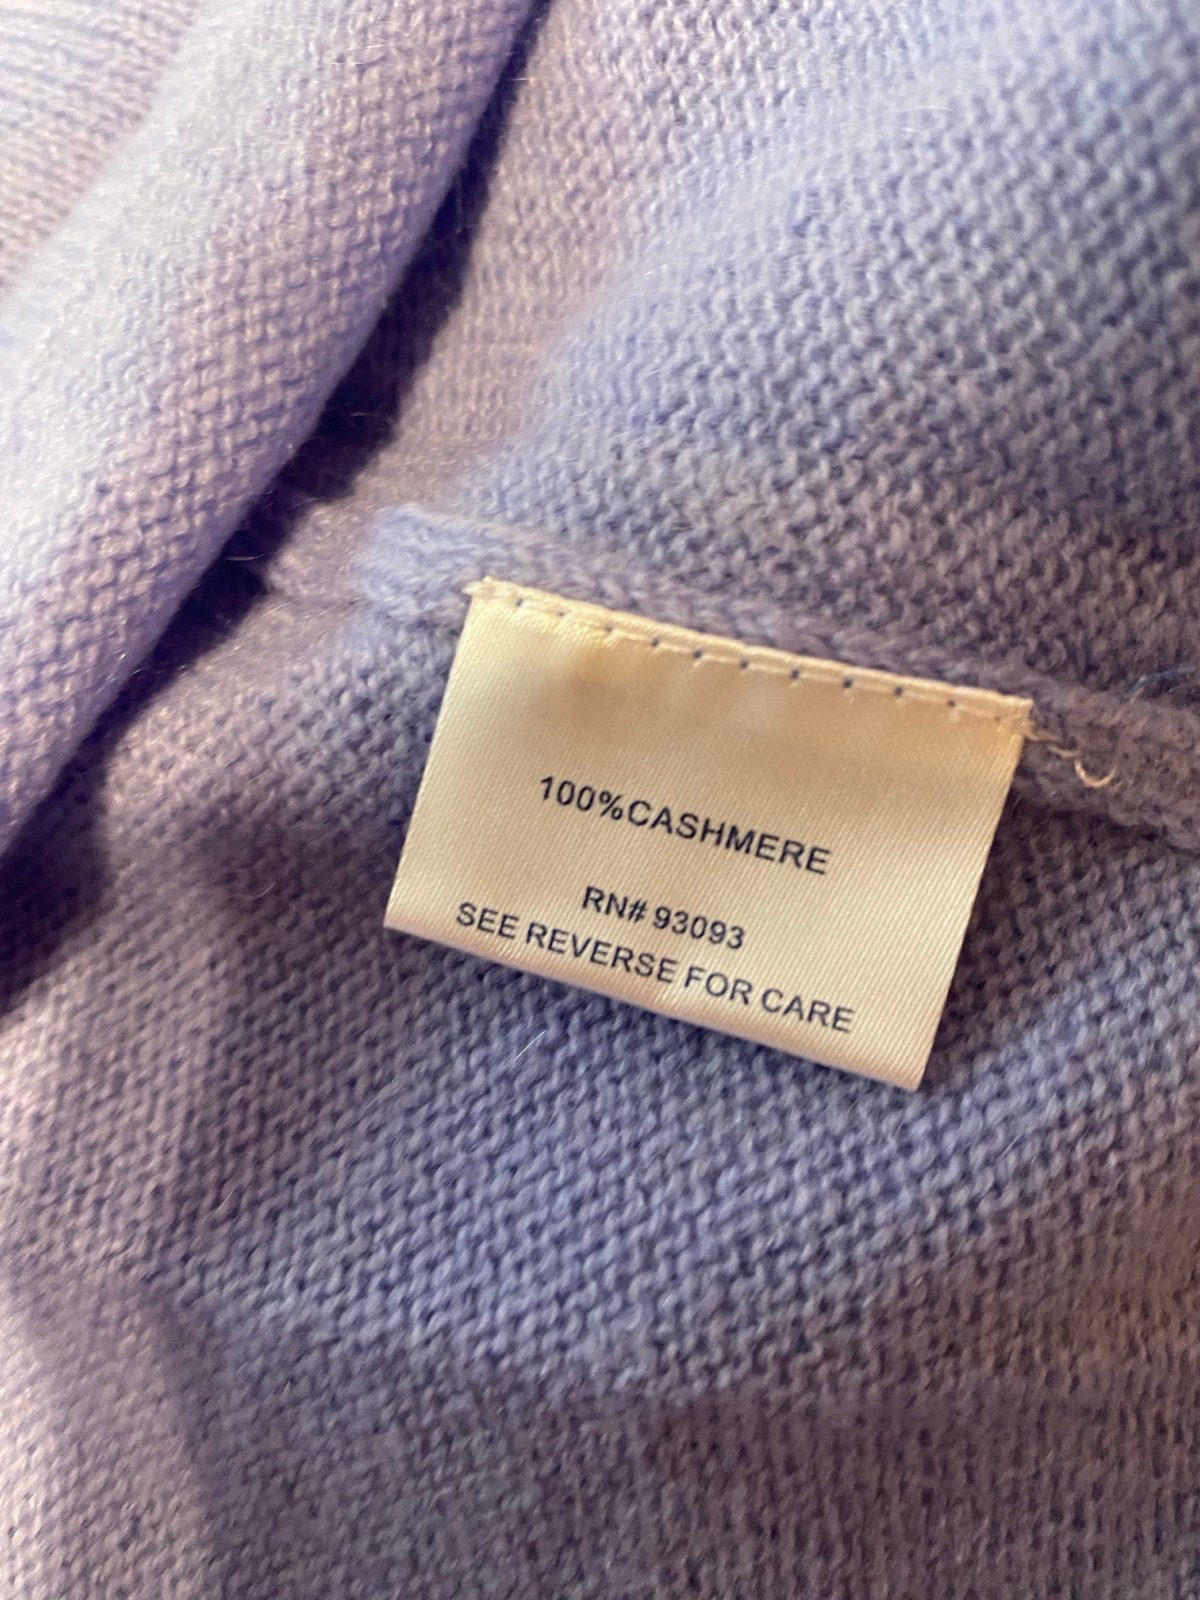 100%CASHMERE
RN# 93093
SEE REVERSE FOR CARE